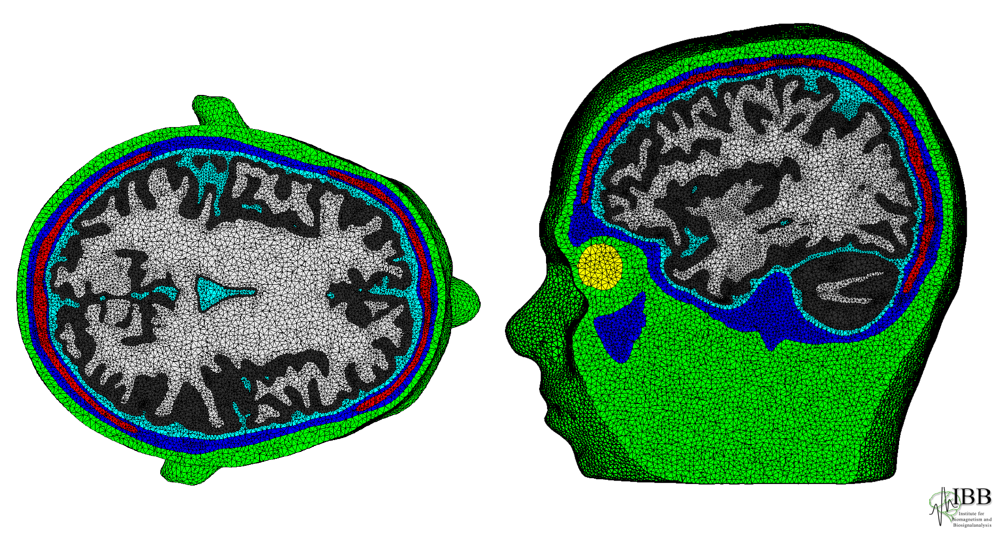 IBB
Institute for
Biomagnetism and
Biosignalanalysis